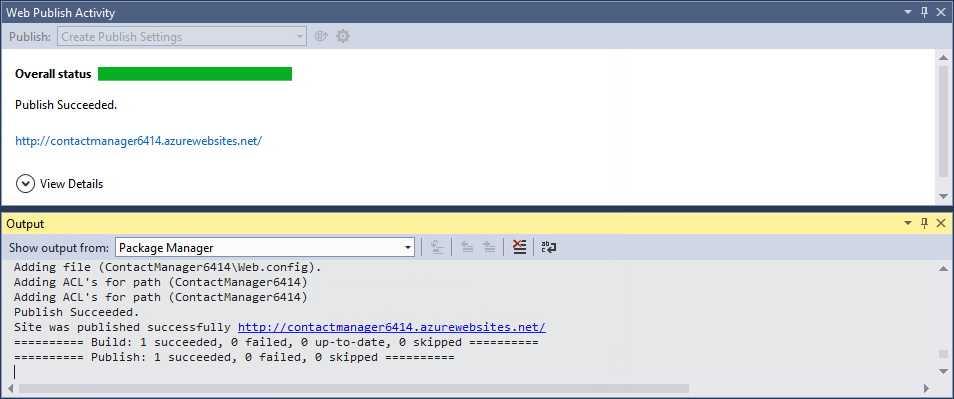 Web Publish Activity
Publish: Create Publish Settings
Overall status
Publish Succeeded.
http://contactmanager6414.azurewebsites.net/
View Details
Output
Show output from: Package Manager
Adding file (ContactManager6414\Web.config).
Adding ACL's for path (ContactManager6414)
Adding ACL's for path (ContactManager6414)
Publish Succeeded.
Site was published successfully http://contactmanager6414.azurewebsites.net/
========== Build: 1 succeeded, 0 failed, 0 up-to-date, 0 skipped ==========
========== Publish: 1 succeeded, 0 failed, 0 skipped ==========